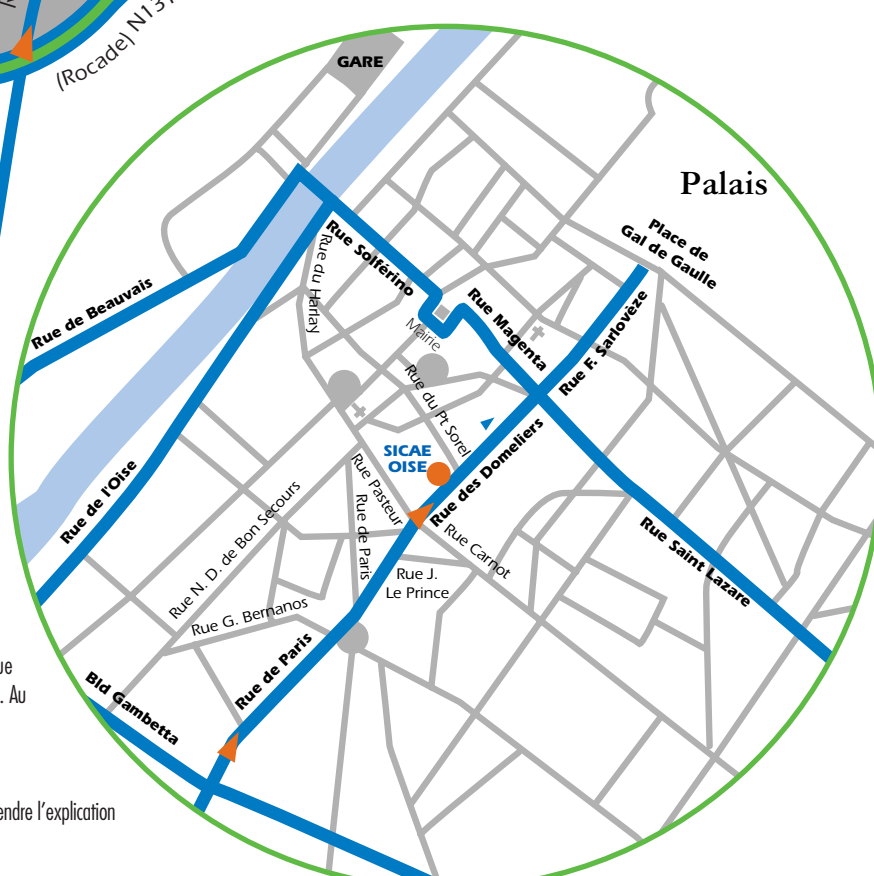 (Rocade) N13
GARE
Palais
Place de
Gal de Gaulle
Rue Solférino
Rue du Harlay
Rue de Beauvais
Mairie
Rue Magenta
Rue F. Sarlovèze
Rue du Pt Sorel
SICAE
OISE
Rue des Domeliers
Rue de l'Oise
Rue Pasteur
Rue de Paris
Rue N. D. de Bon Secours
Rue Carnot
Rue Saint Lazare
Rue J.
Le Prince
Rue G. Bernanos
Rue de Paris
Bld Gambetta
ue
. Au
endre l'explication